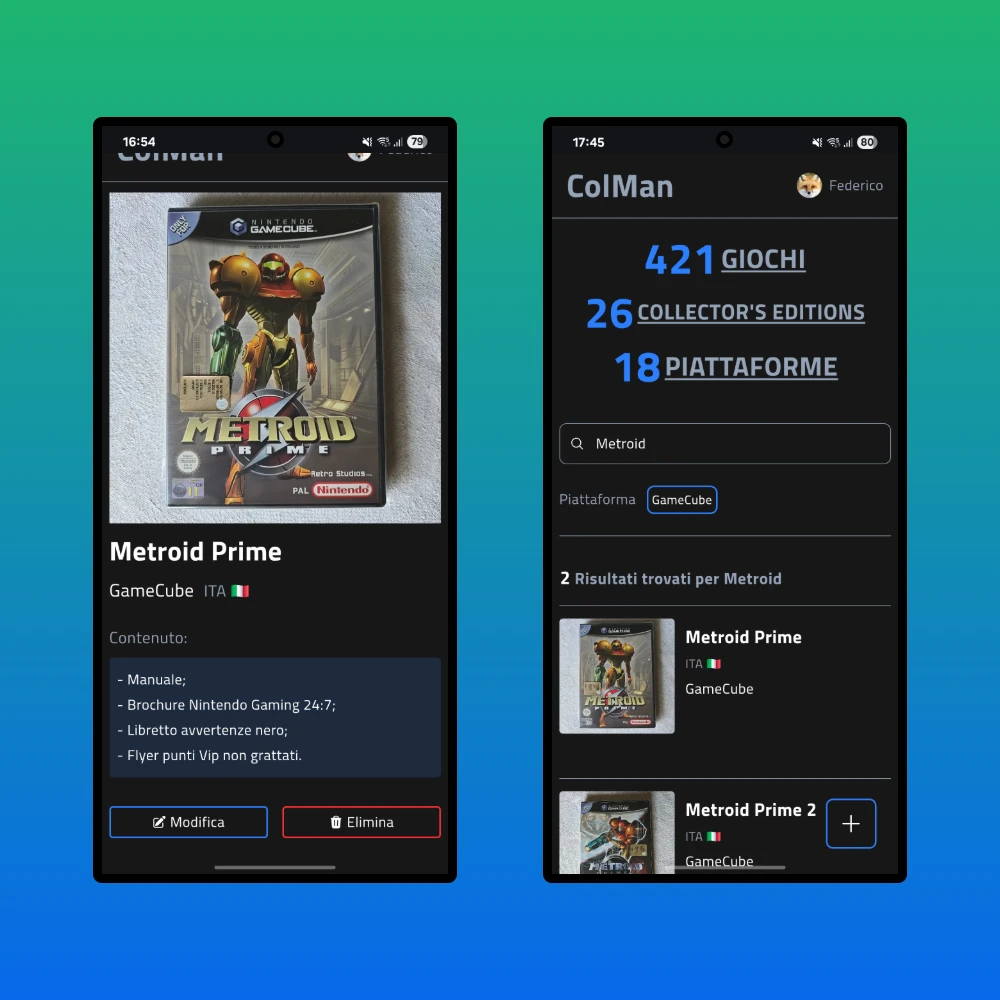 16:54
79
ColMan
Federico
ONLY FOR
NINTENDO
GAMECUBE
METROID
PRIME
Retro Studios
PAL Nintendo
Metroid Prime
GameCube ITA
Contenuto:
- Manuale;
- Brochure Nintendo Gaming 24:7;
- Libretto avvertenze nero;
- Flyer punti Vip non grattati.
Modifica
Elimina
17:45
80
ColMan
Federico
421 GIOCHI
26 COLLECTOR'S EDITIONS
18 PIATTAFORME
Metroid
Piattaforma GameCube
2 Risultati trovati per Metroid
METROID
PRIME
Metroid Prime
ITA
GameCube
METROID
Metroid Prime 2
ITA
GameCube